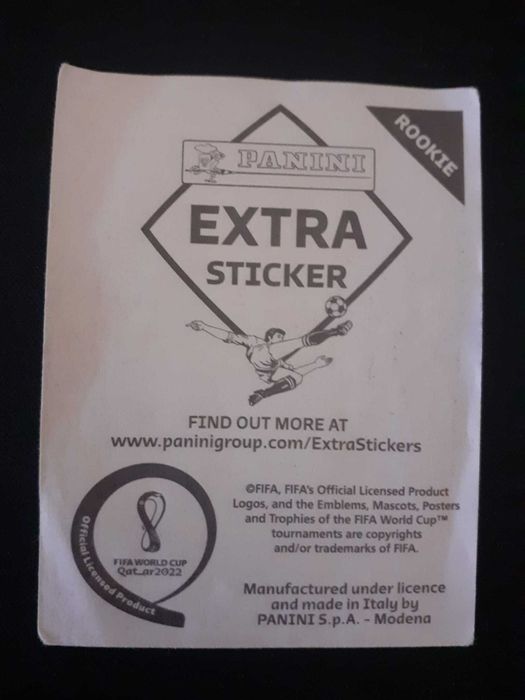 ROOKIE
PANINI
EXTRA
STICKER
FIND OUT MORE AT
www.paninigroup.com/ExtraStickers
©FIFA, FIFA's Official Licensed Product
Logos, and the Emblems, Mascots, Posters
and Trophies of the FIFA World Cup™
tournaments are copyrights
and/or trademarks of FIFA.
FIFA WORLD CUP
Qatar2022
Official Licensed Product
Manufactured under licence
and made in Italy by
PANINI S.p.A. - Modena